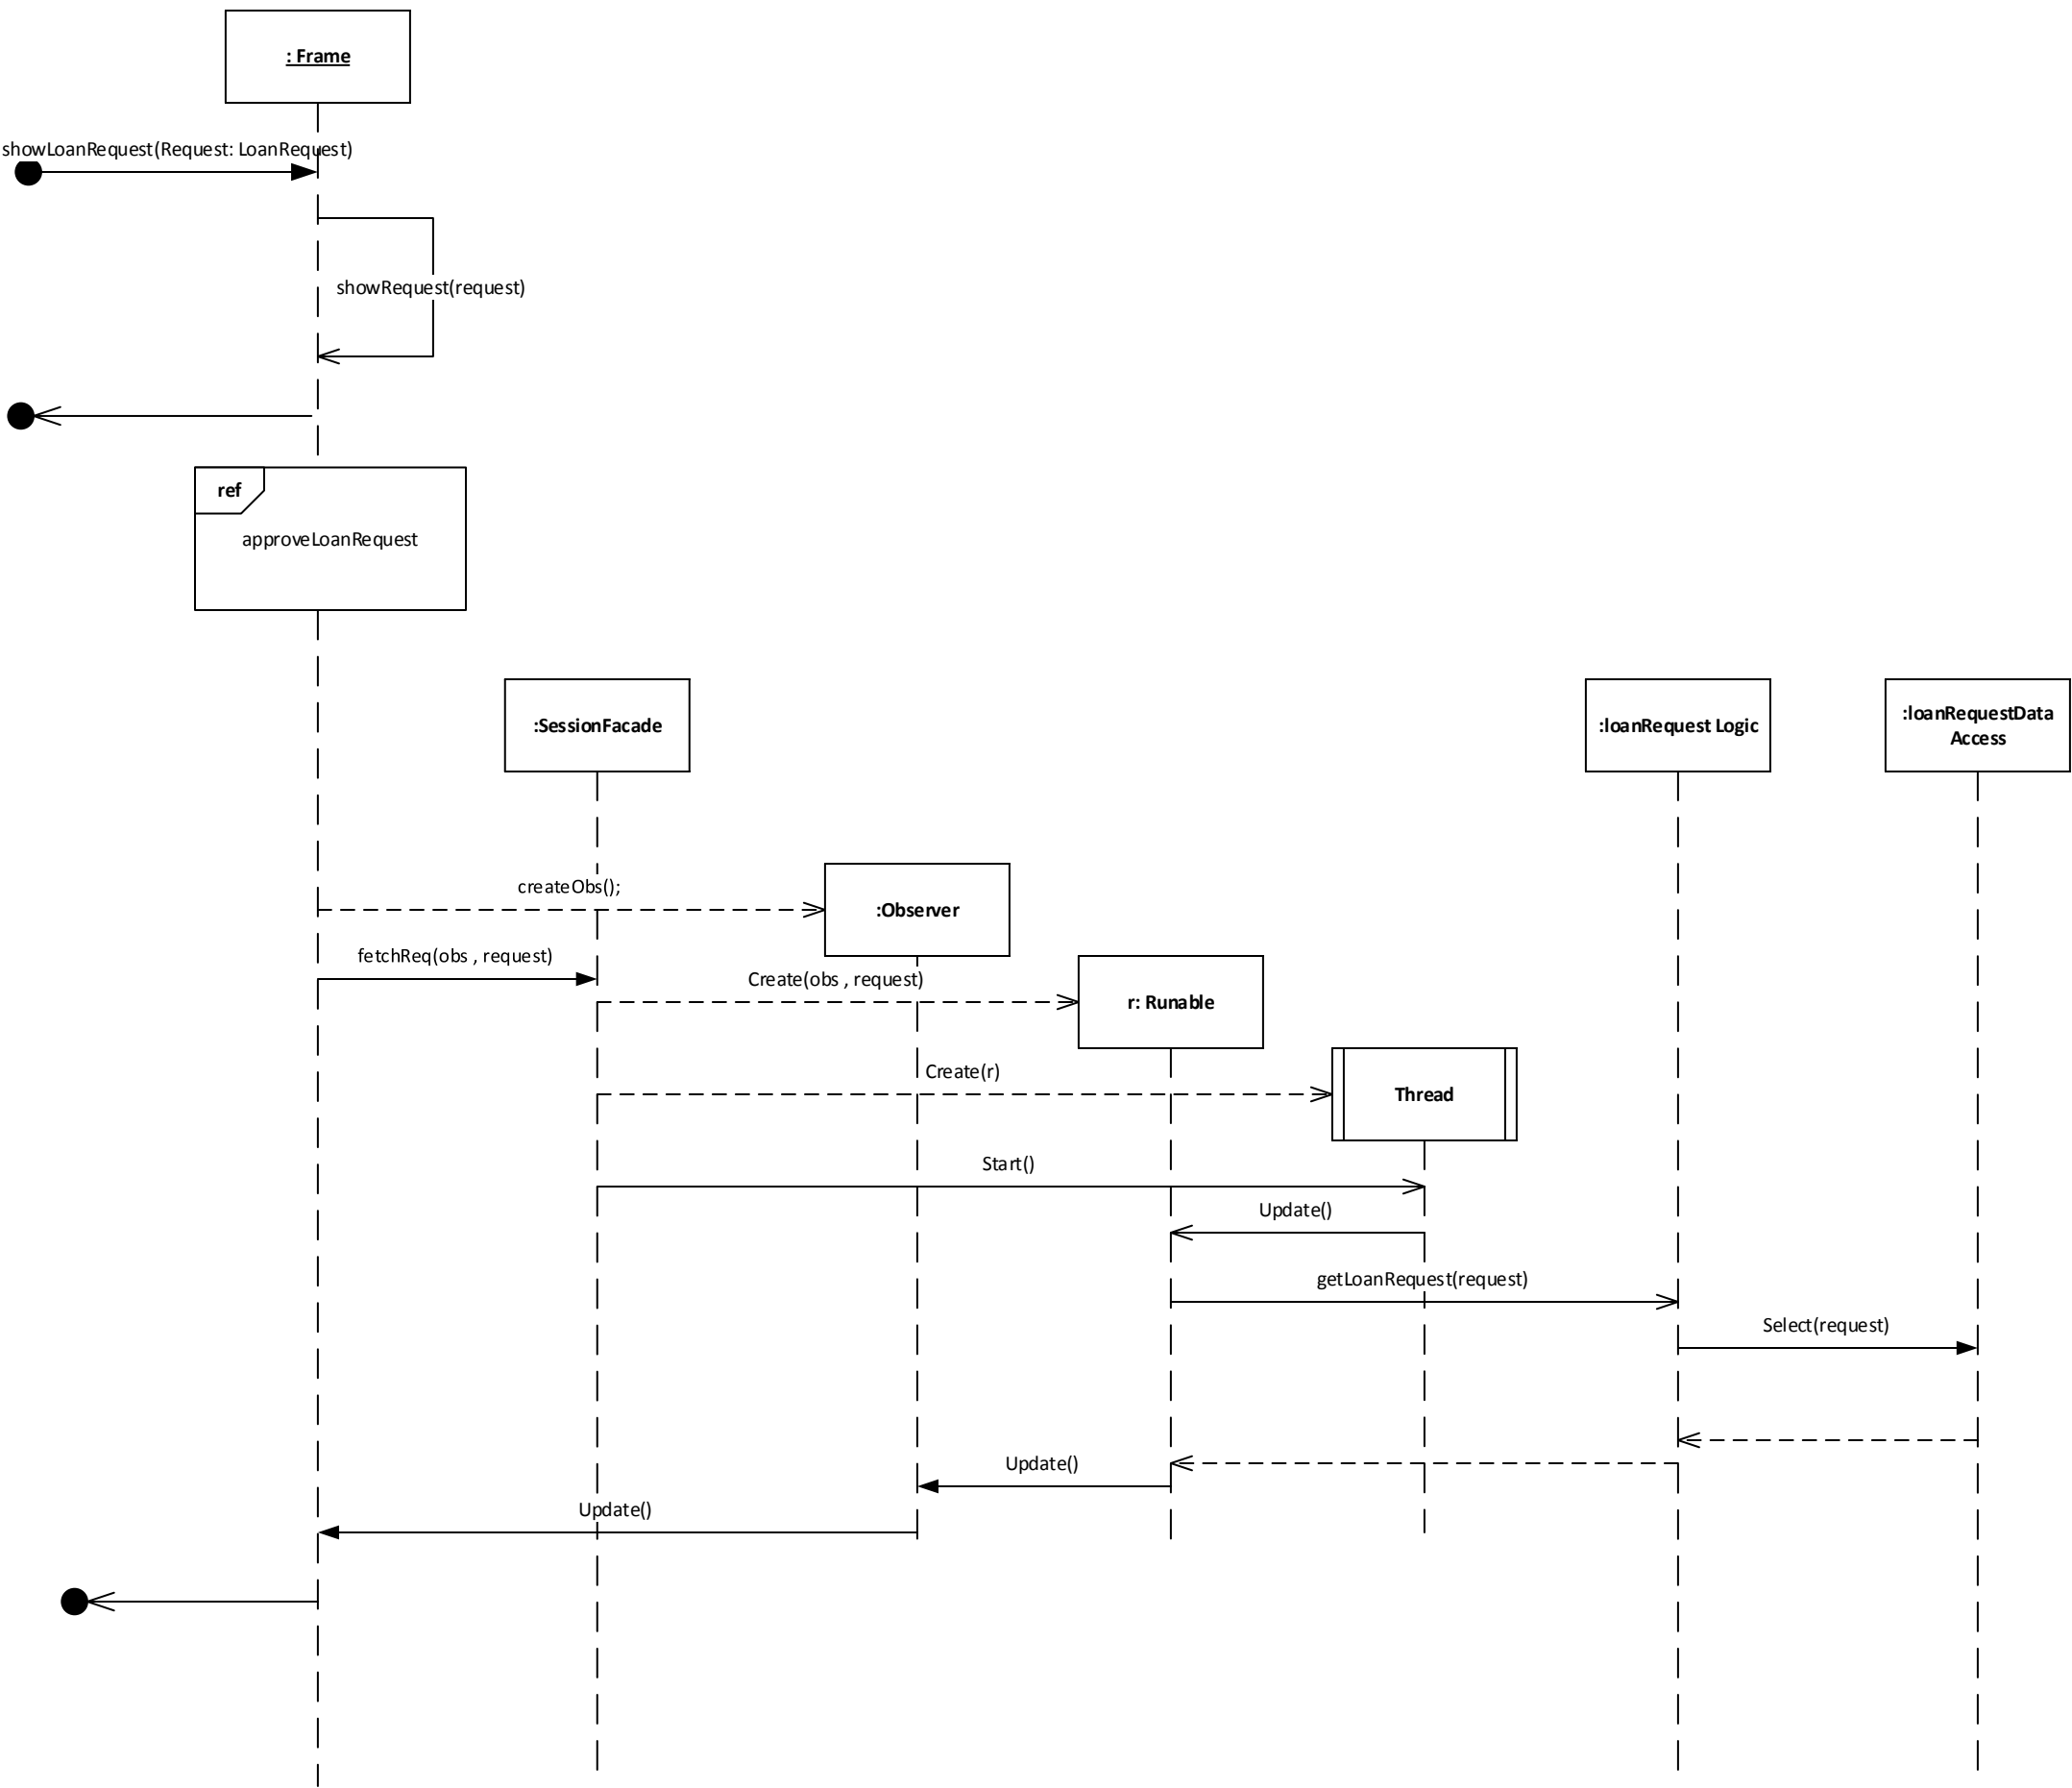 : Frame
showLoanRequest(Request: LoanRequest)
showRequest(request)
ref
approveLoanRequest
:SessionFacade
:loanRequest Logic
:loanRequestData
Access
createObs();
:Observer
fetchReq(obs , request)
Create(obs , request)
r: Runable
Create(r)
Thread
Start()
Update()
getLoanRequest(request)
Select(request)
Update()
Update()